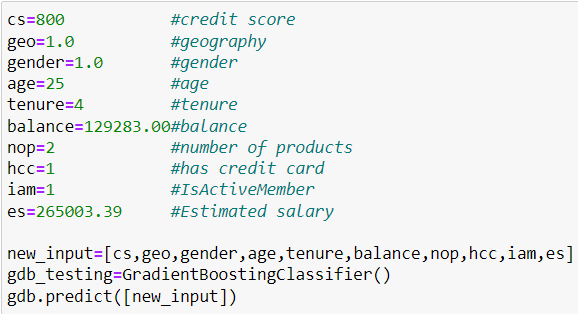 cs=800 #credit score
geo=1.0 #geography
gender=1.0 #gender
age=25 #age
tenure=4 #tenure
balance=129283.00#balance
nop=2 #number of products
hcc=1 #has credit card
iam=1 #IsActiveMember
es=265003.39 #Estimated salary
new_input=[cs,geo,gender,age,tenure,balance,nop,hcc,iam,es]
gdb_testing=GradientBoostingClassifier()
gdb.predict([new_input])